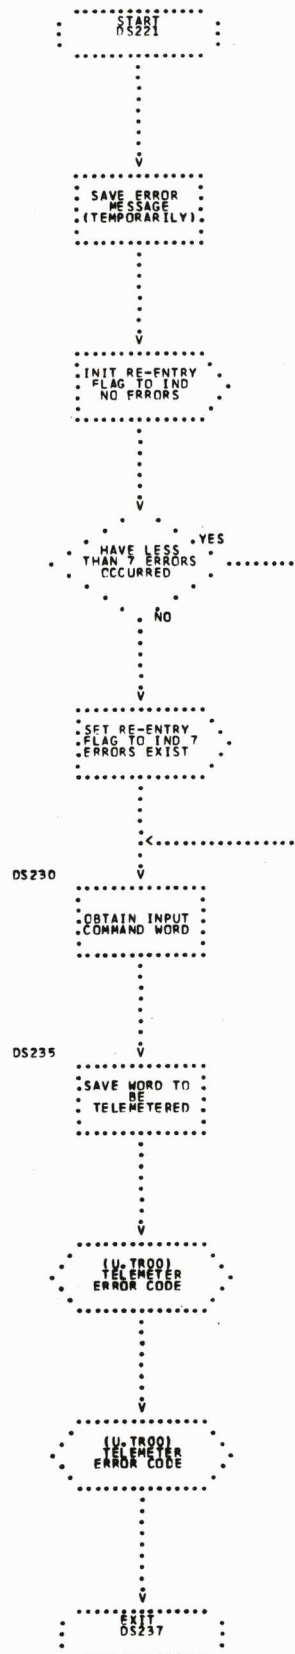 START
DS221
SAVE ERROR
MESSAGE
(TEMPORARILY)
INIT RE-ENTRY
FLAG TO IND
NO ERRORS
YES
HAVE LESS
THAN 7 ERRORS
OCCURRED
NO
SET RE-ENTRY
FLAG TO IND 7
ERRORS EXIST
DS230
OBTAIN INPUT
COMMAND WORD
DS235
SAVE WORD TO
BE
TELEMETERED
(U.TR00)
TELEMETER
ERROR CODE
(U.TR00)
TELEMETER
ERROR CODE
EXIT
DS237